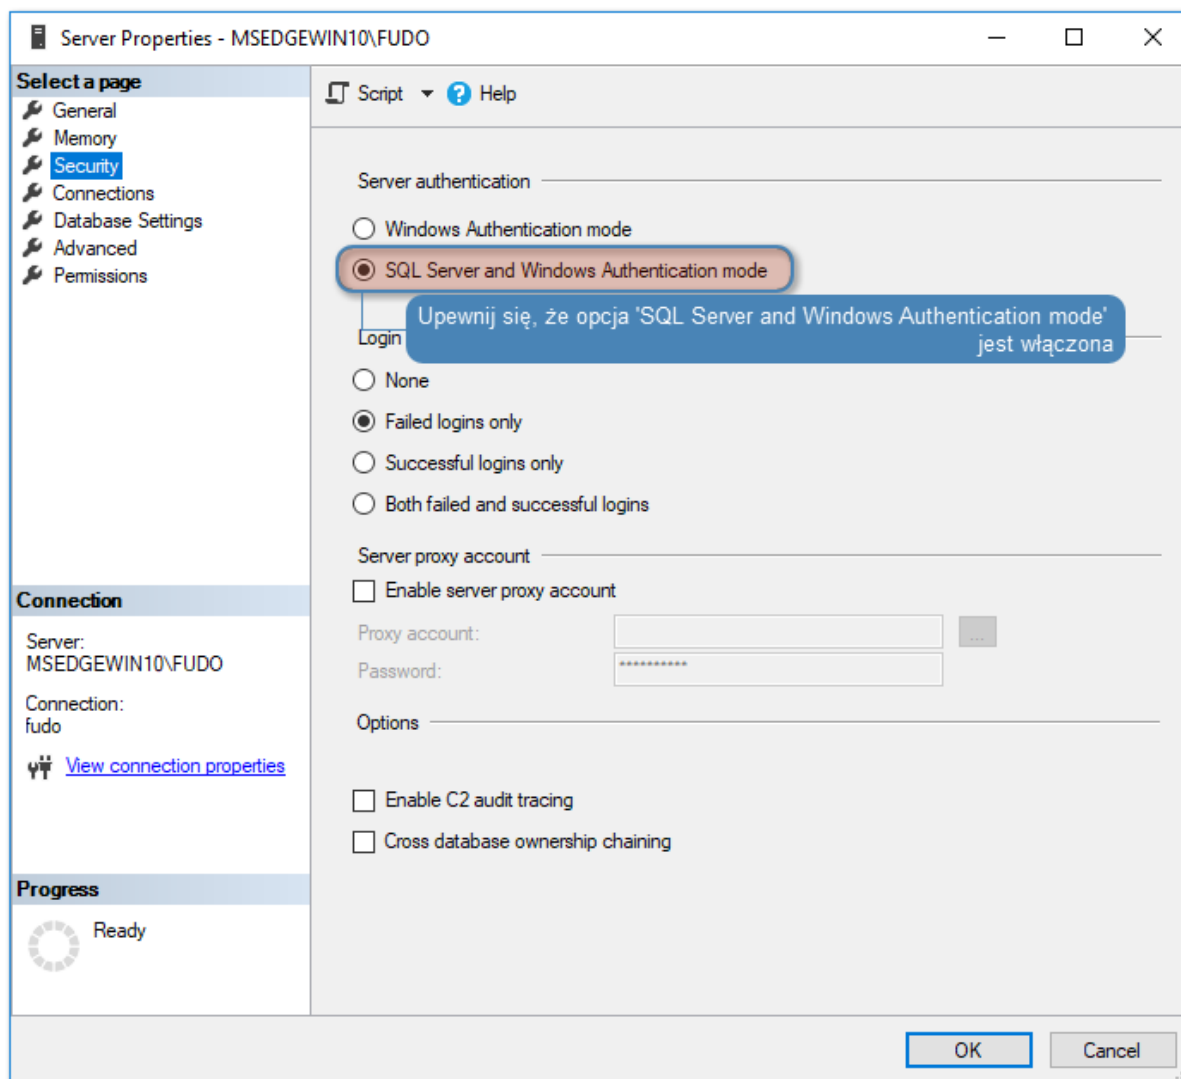 Server Properties - MSEDGEWIN10\FUDO
Select a page
General
Memory
Security
Connections
Database Settings
Advanced
Permissions
Script
Help
Server authentication
Windows Authentication mode
SQL Server and Windows Authentication mode
Upewnij się, że opcja 'SQL Server and Windows Authentication mode'
jest włączona
Login
None
Failed logins only
Successful logins only
Both failed and successful logins
Server proxy account
Enable server proxy account
Proxy account:
...
Password:
**********
Options
Enable C2 audit tracing
Cross database ownership chaining
Connection
Server:
MSEDGEWIN10\FUDO
Connection:
fudo
View connection properties
Progress
Ready
OK
Cancel